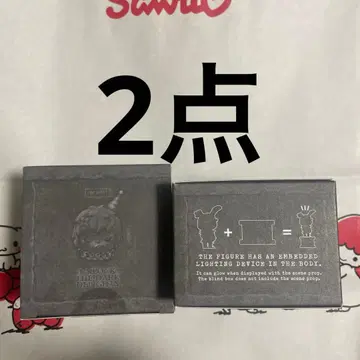 Sanrio
2点
+
=
THE FIGURE HAS AN EMBEDDED
LIGHTING DEVICE IN THE BODY.
It can glow when displayed with the scene prop.
The blind box does not include the scene prop.